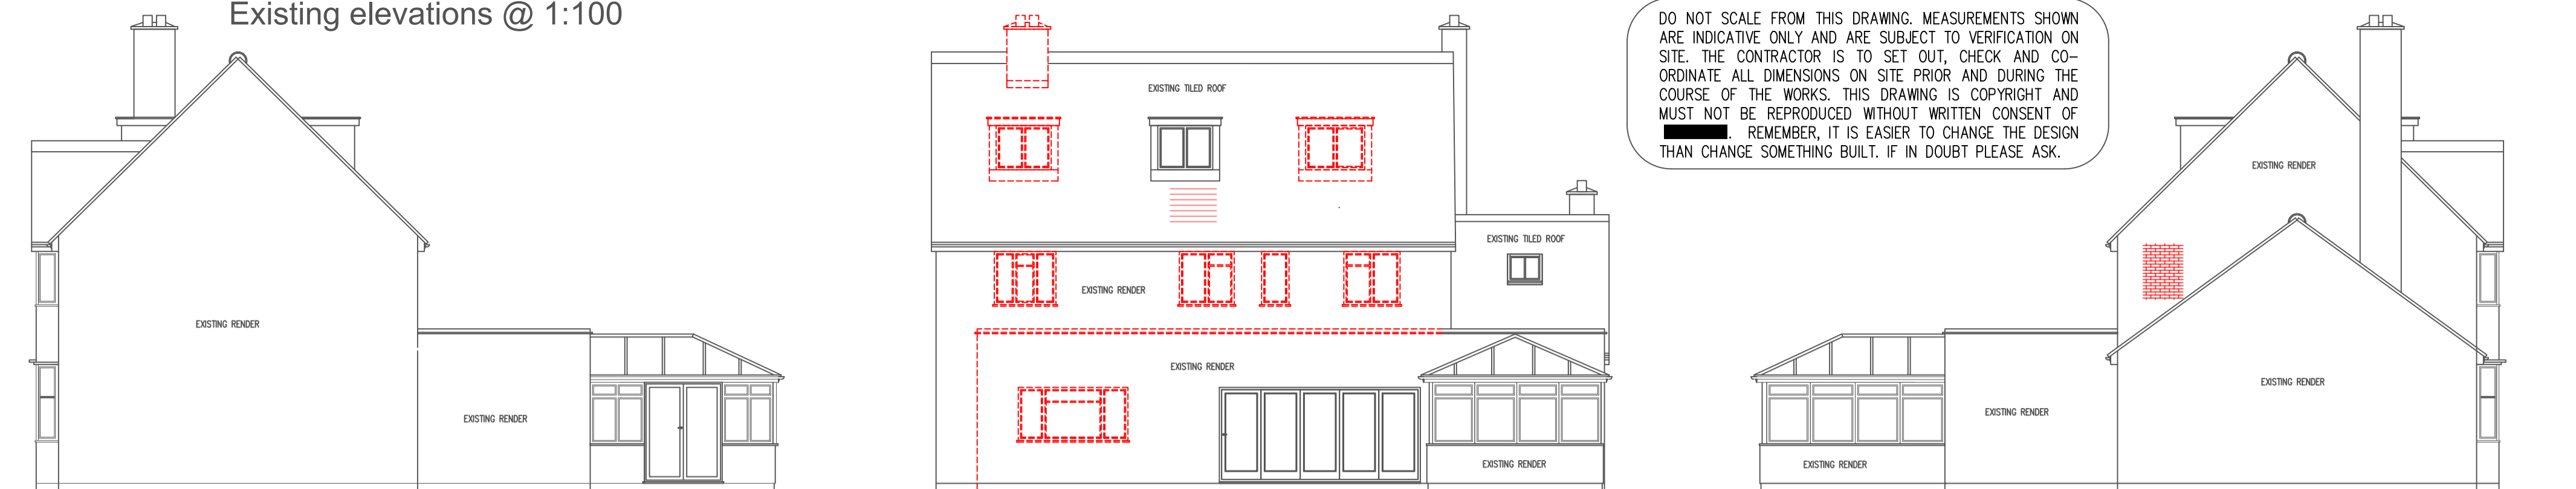 Existing elevations @ 1:100
DO NOT SCALE FROM THIS DRAWING. MEASUREMENTS SHOWN
ARE INDICATIVE ONLY AND ARE SUBJECT TO VERIFICATION ON
SITE. THE CONTRACTOR IS TO SET OUT, CHECK AND CO-
ORDINATE ALL DIMENSIONS ON SITE PRIOR AND DURING THE
COURSE OF THE WORKS. THIS DRAWING IS COPYRIGHT AND
MUST NOT BE REPRODUCED WITHOUT WRITTEN CONSENT OF
. REMEMBER, IT IS EASIER TO CHANGE THE DESIGN
THAN CHANGE SOMETHING BUILT. IF IN DOUBT PLEASE ASK.
EXISTING RENDER
EXISTING RENDER
EXISTING TILED ROOF
EXISTING TILED ROOF
EXISTING RENDER
EXISTING RENDER
EXISTING RENDER
EXISTING RENDER
EXISTING RENDER
EXISTING RENDER
EXISTING RENDER